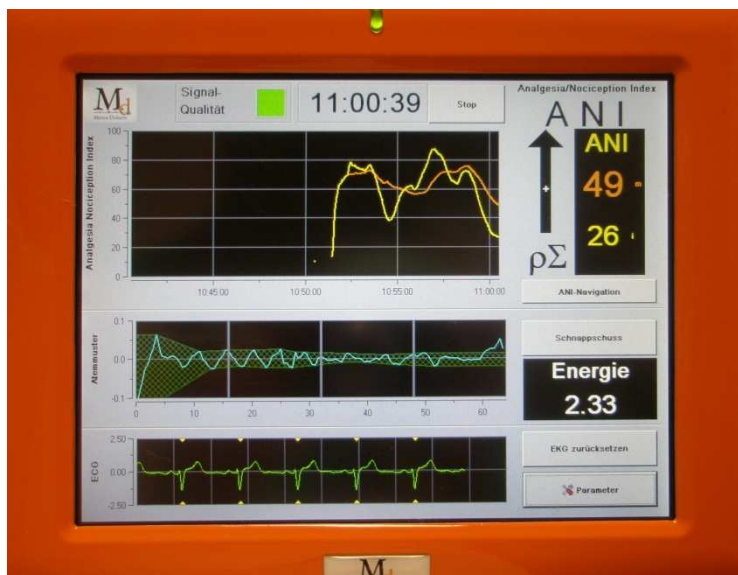 Md
Signal-
Qualität
11:00:39
Stop
Analgesia/Nociception Index
ANI
Analgesia Nociception Index
100
80
60
40
20
0
10:45:00
10:50:00
10:55:00
11:00:00
ANI
49 m
26 i
ρΣ
ANI-Navigation
Atemmuster
0.1
0.0
-0.1
0
10
20
30
40
50
60
Schnappschuss
Energie
2.33
ECG
2.50
0.00
-2.50
EKG zurücksetzen
Parameter
Md